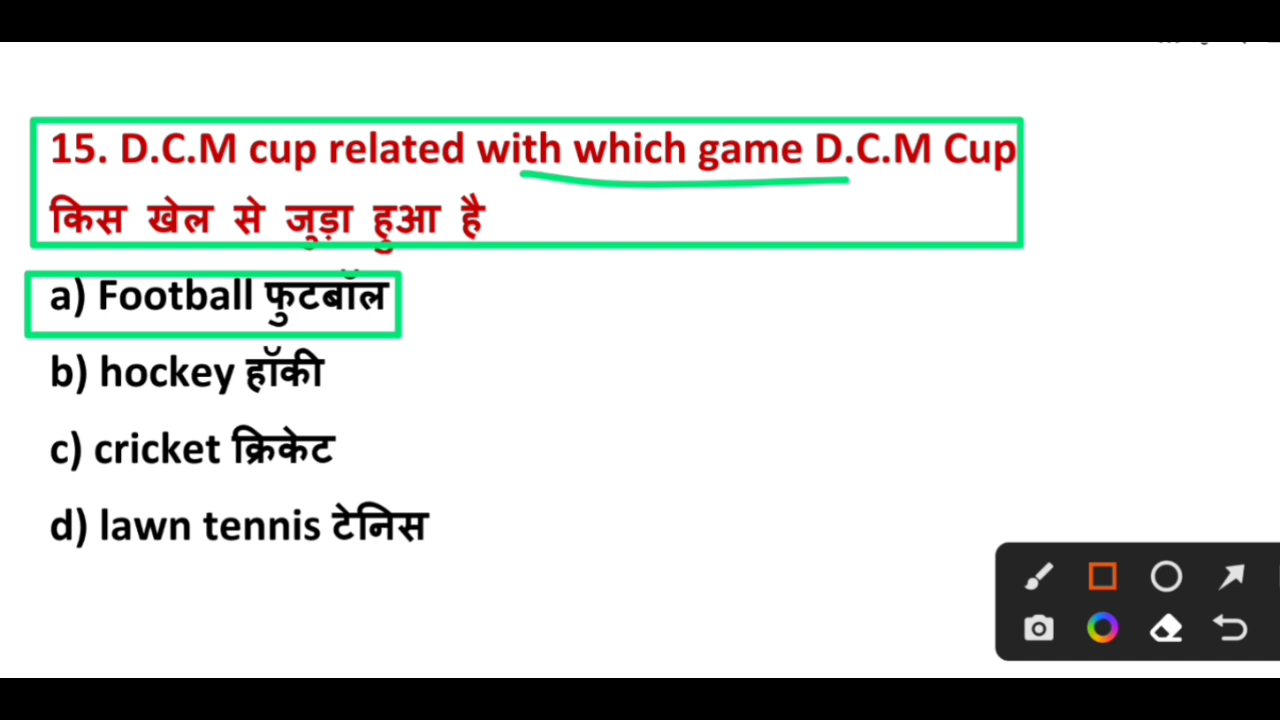 15. D.C.M cup related with which game D.C.M Cup
किस खेल से जुड़ा हुआ है
a) Football फुटबॉल
b) hockey हॉकी
c) cricket क्रिकेट
d) lawn tennis टेनिस